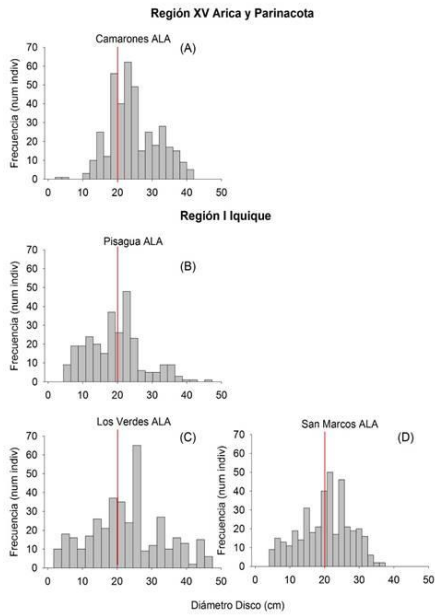 Región XV Arica y Parinacota
Camarones ALA
(A)
Frecuencia (num indiv)
70
60
50
40
30
20
10
0
0 10 20 30 40 50
Región I Iquique
Pisagua ALA
(B)
Frecuencia (num indiv)
70
60
50
40
30
20
10
0
0 10 20 30 40 50
Los Verdes ALA
(C)
Frecuencia (num indiv)
70
60
50
40
30
20
10
0
0 10 20 30 40 50
San Marcos ALA
(D)
Frecuencia (num indiv)
70
60
50
40
30
20
10
0
0 10 20 30 40 50
Diámetro Disco (cm)